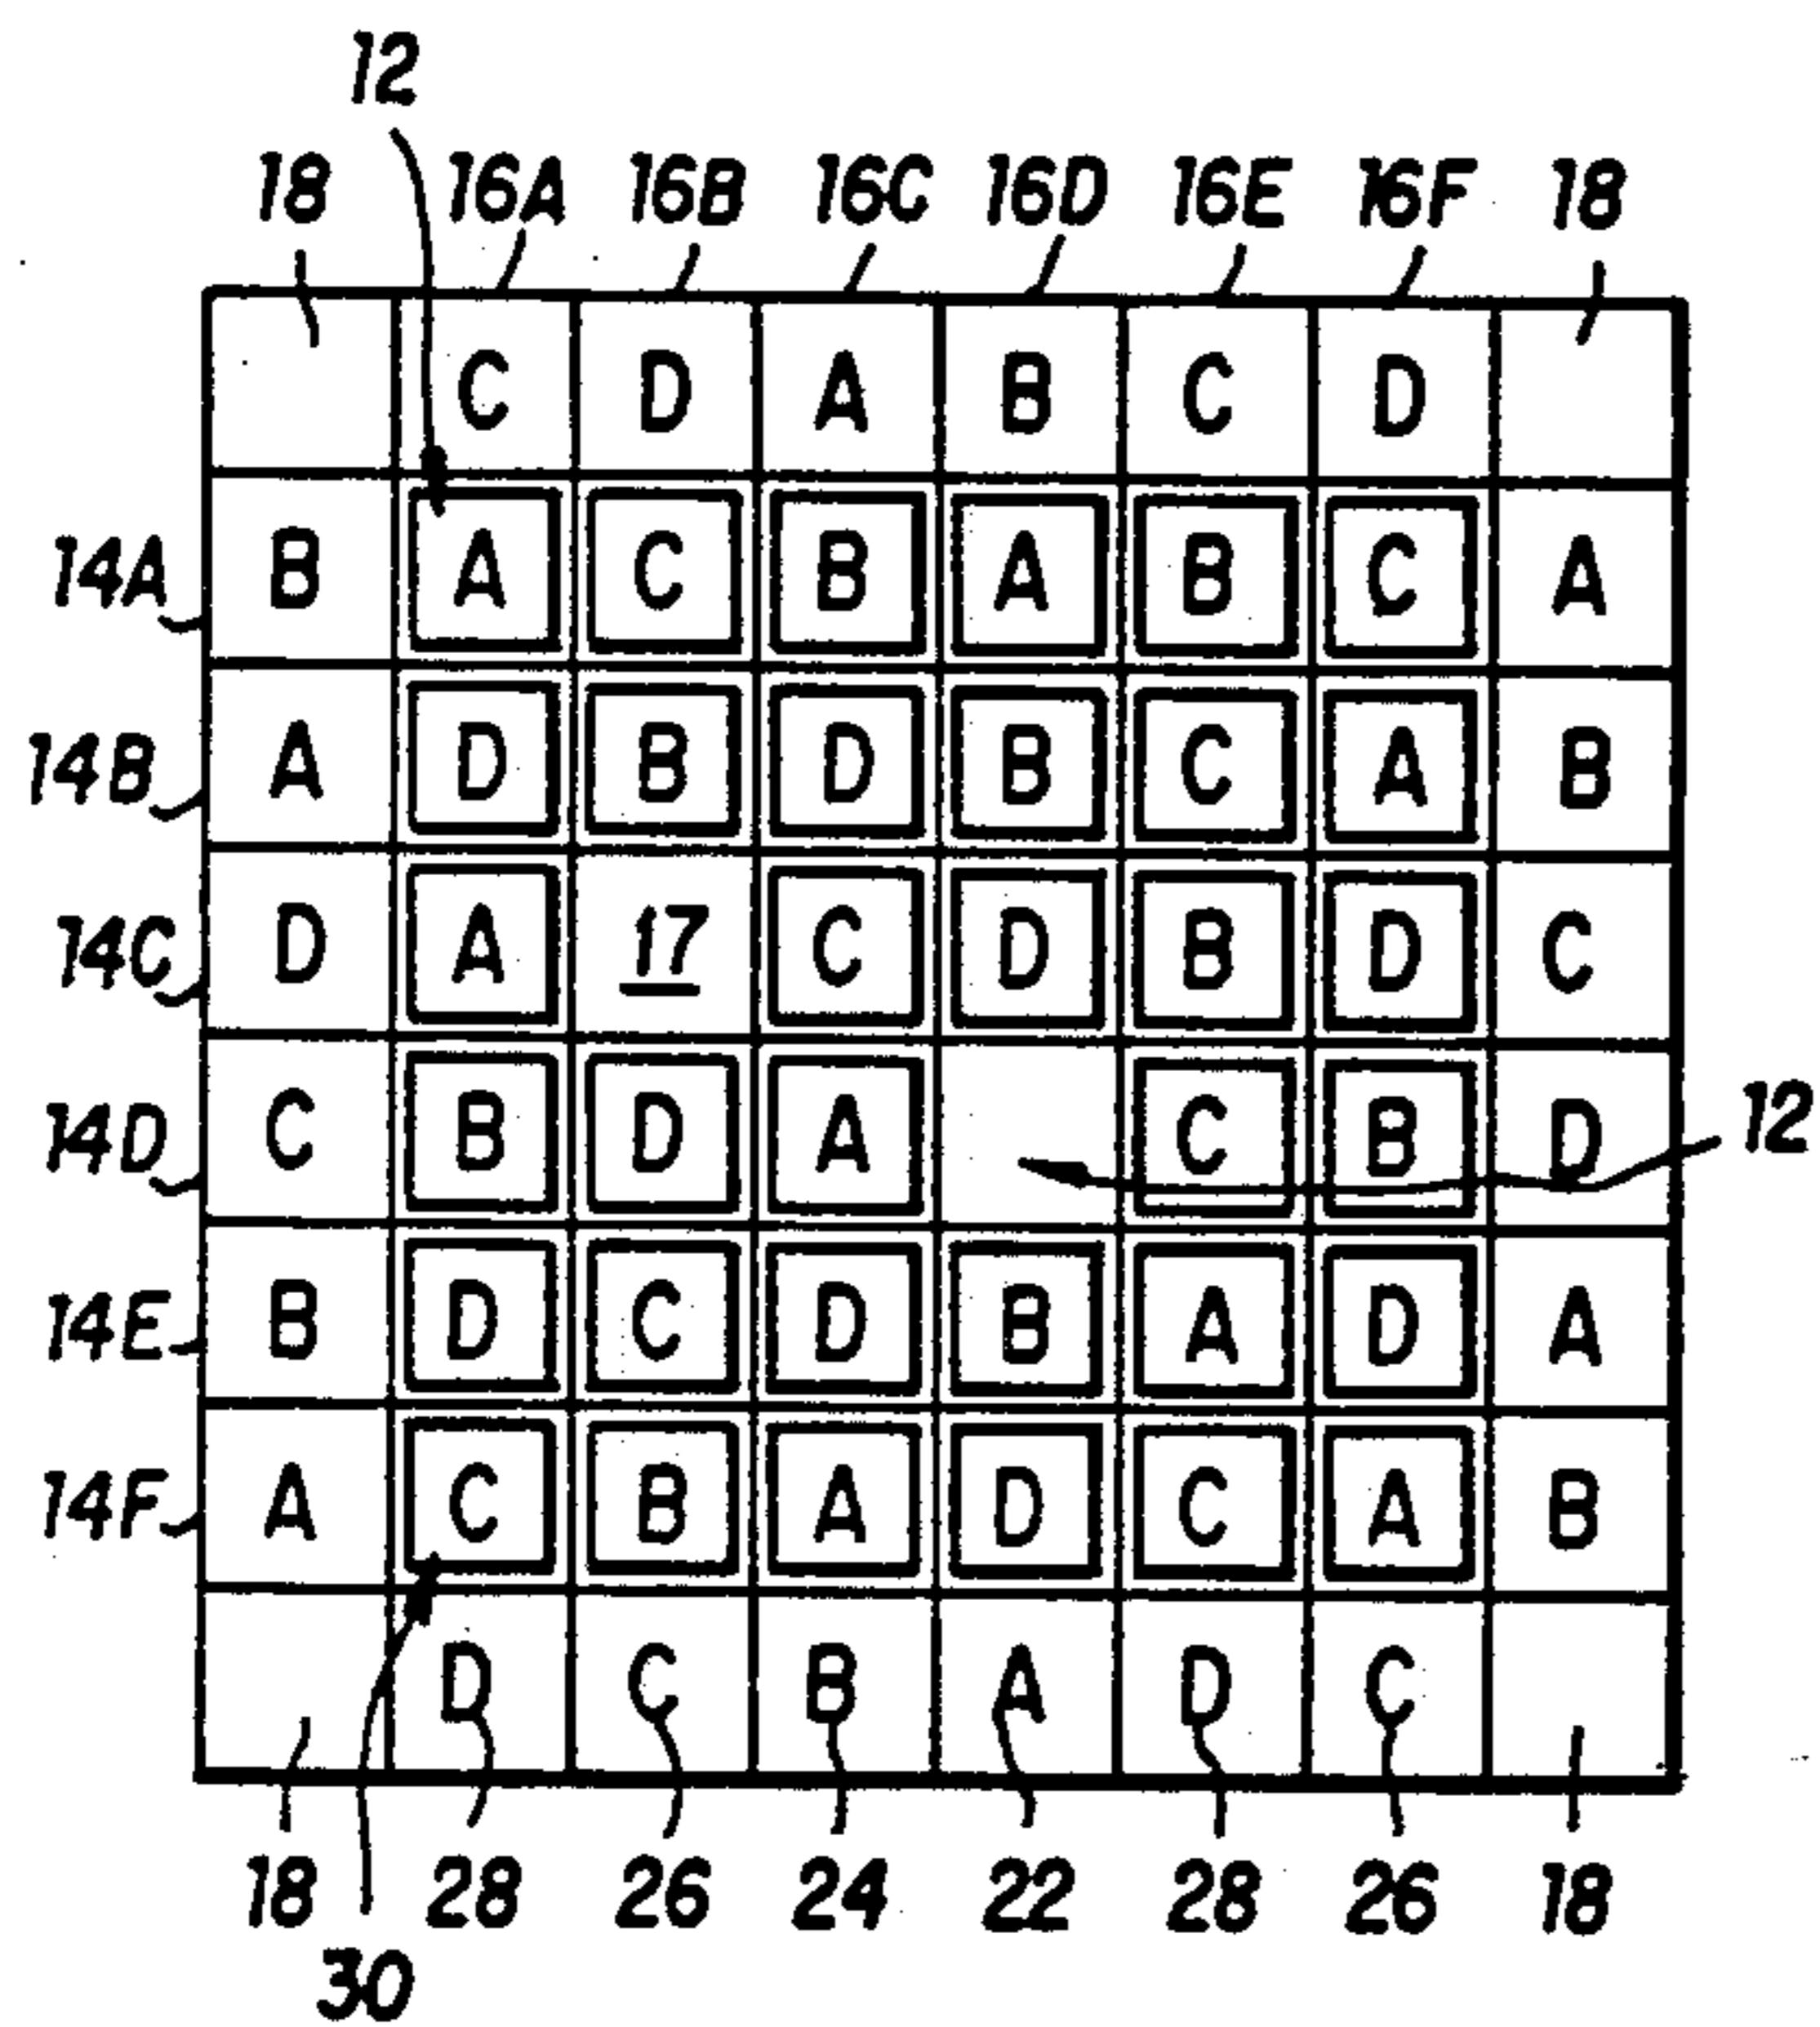 12
18 16A 16B 16C 16D 16E 16F 18
C D A B C D
14A B A C B A B C A
14B A D B D B C A B
14C D A 17 C D B D C
14D C B D A C B D 12
14E B D C D B A D A
14F A C B A D C A B
D C B A D C
18 28 26 24 22 28 26 18
30